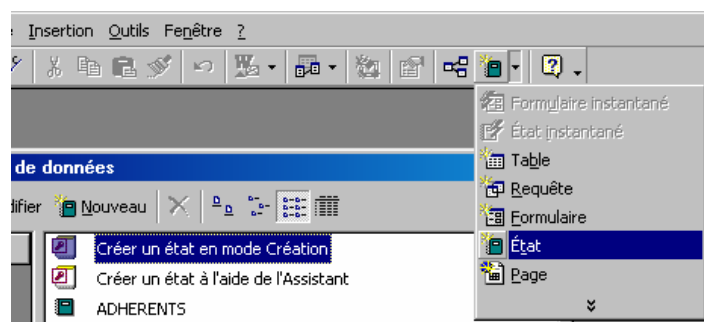 Insertion Outils Fenêtre ?
Formulaire instantané
État instantané
Table
Requête
Formulaire
État
Page
de données
difier Nouveau
Créer un état en mode Création
Créer un état à l'aide de l'Assistant
ADHERENTS